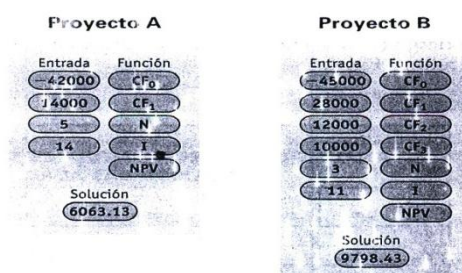 Proyecto A
Entrada Función
−42000 CF₀
14000 CF₁
5 N
14 I
NPV
Solución
6063.13
Proyecto B
Entrada Función
−45000 CF₀
28000 CF₁
12000 CF₂
10000 CF₃
3 N
11 I
NPV
Solución
9798.43